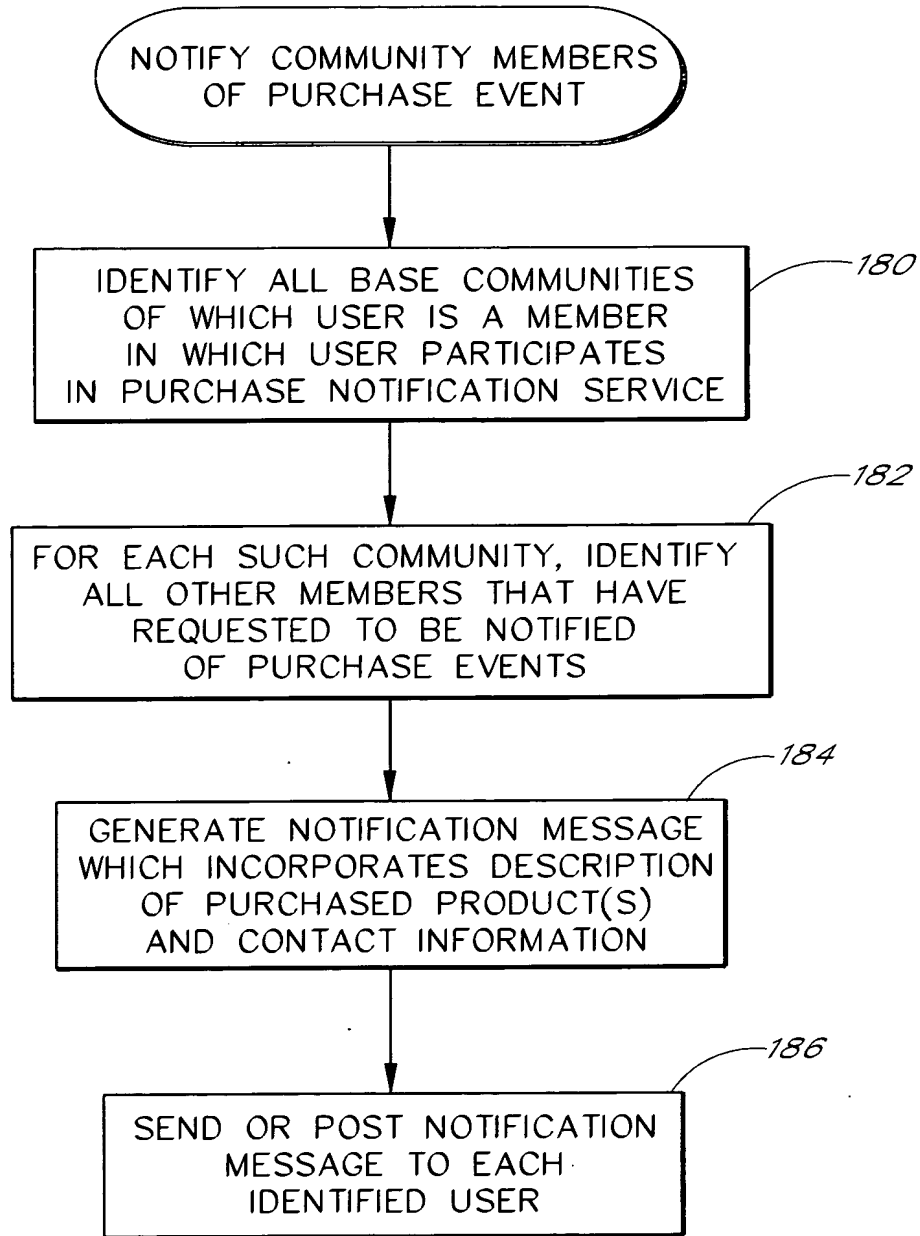 NOTIFY COMMUNITY MEMBERS
OF PURCHASE EVENT
180
IDENTIFY ALL BASE COMMUNITIES
OF WHICH USER IS A MEMBER
IN WHICH USER PARTICIPATES
IN PURCHASE NOTIFICATION SERVICE
182
FOR EACH SUCH COMMUNITY, IDENTIFY
ALL OTHER MEMBERS THAT HAVE
REQUESTED TO BE NOTIFIED
OF PURCHASE EVENTS
184
GENERATE NOTIFICATION MESSAGE
WHICH INCORPORATES DESCRIPTION
OF PURCHASED PRODUCT(S)
AND CONTACT INFORMATION
186
SEND OR POST NOTIFICATION
MESSAGE TO EACH
IDENTIFIED USER